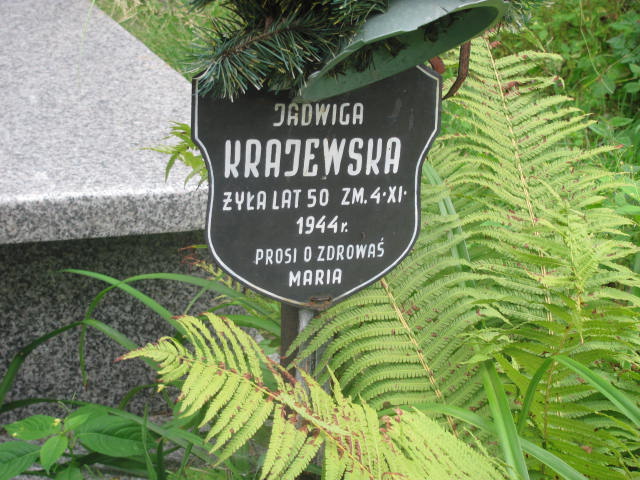 JADWIGA
KRAJEWSKA
ŻYŁA LAT 50 ZM. 4·XI·
1944 r.
PROSI O ZDROWAŚ
MARIA